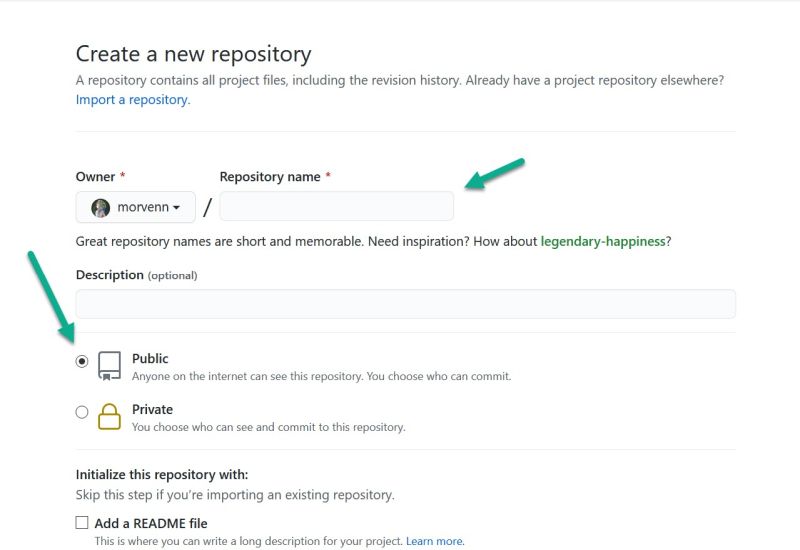 Create a new repository
A repository contains all project files, including the revision history. Already have a project repository elsewhere?
Import a repository.
Owner * Repository name *
morvenn /
Great repository names are short and memorable. Need inspiration? How about legendary-happiness?
Description (optional)
Public
Anyone on the internet can see this repository. You choose who can commit.
Private
You choose who can see and commit to this repository.
Initialize this repository with:
Skip this step if you’re importing an existing repository.
Add a README file
This is where you can write a long description for your project. Learn more.